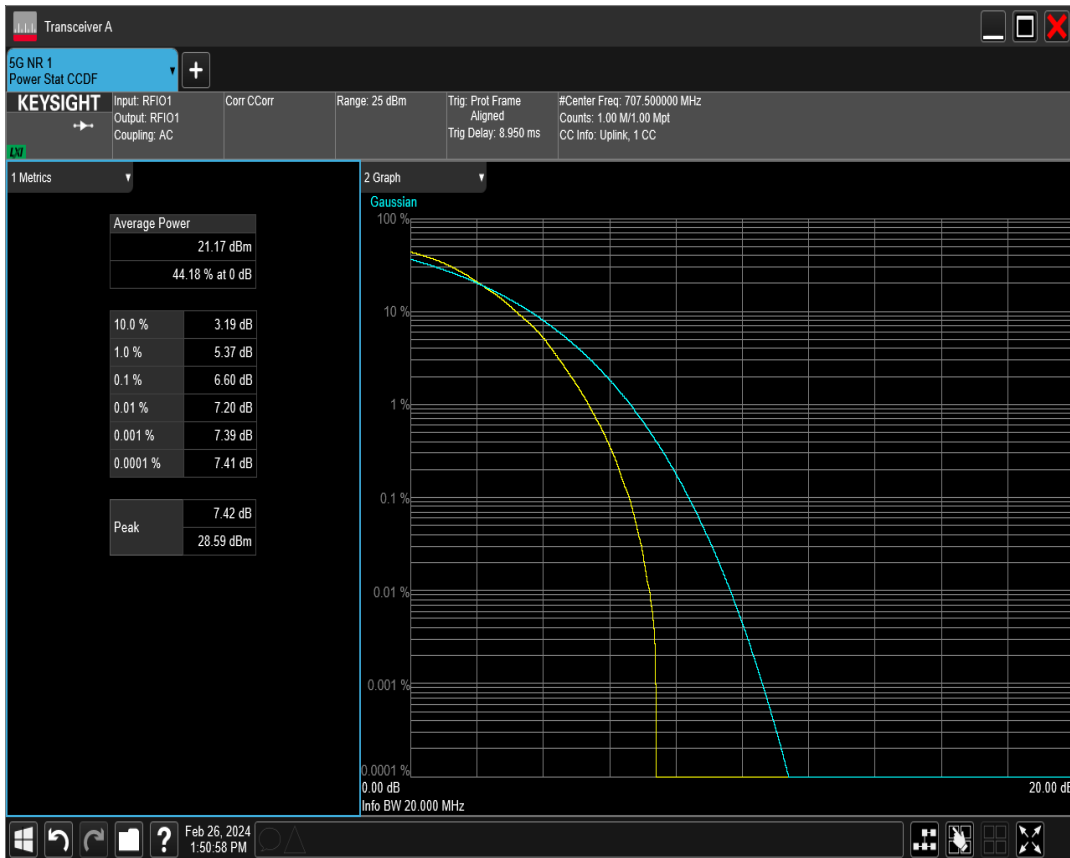 Transceiver A
5G NR 1
Power Stat CCDF
+
KEYSIGHT
Input: RFIO1
Output: RFIO1
Coupling: AC
Corr CCorr
Range: 25 dBm
Trig: Prot Frame
Aligned
Trig Delay: 8.950 ms
#Center Freq: 707.500000 MHz
Counts: 1.00 M/1.00 Mpt
CC Info: Uplink, 1 CC
LXI
1 Metrics
Average Power
21.17 dBm
44.18 % at 0 dB
10.0 % 3.19 dB
1.0 % 5.37 dB
0.1 % 6.60 dB
0.01 % 7.20 dB
0.001 % 7.39 dB
0.0001 % 7.41 dB
Peak
7.42 dB
28.59 dBm
2 Graph
Gaussian
100 %
10 %
1 %
0.1 %
0.01 %
0.001 %
0.0001 %
0.00 dB
20.00 dB
Info BW 20.000 MHz
?
Feb 26, 2024
1:50:58 PM